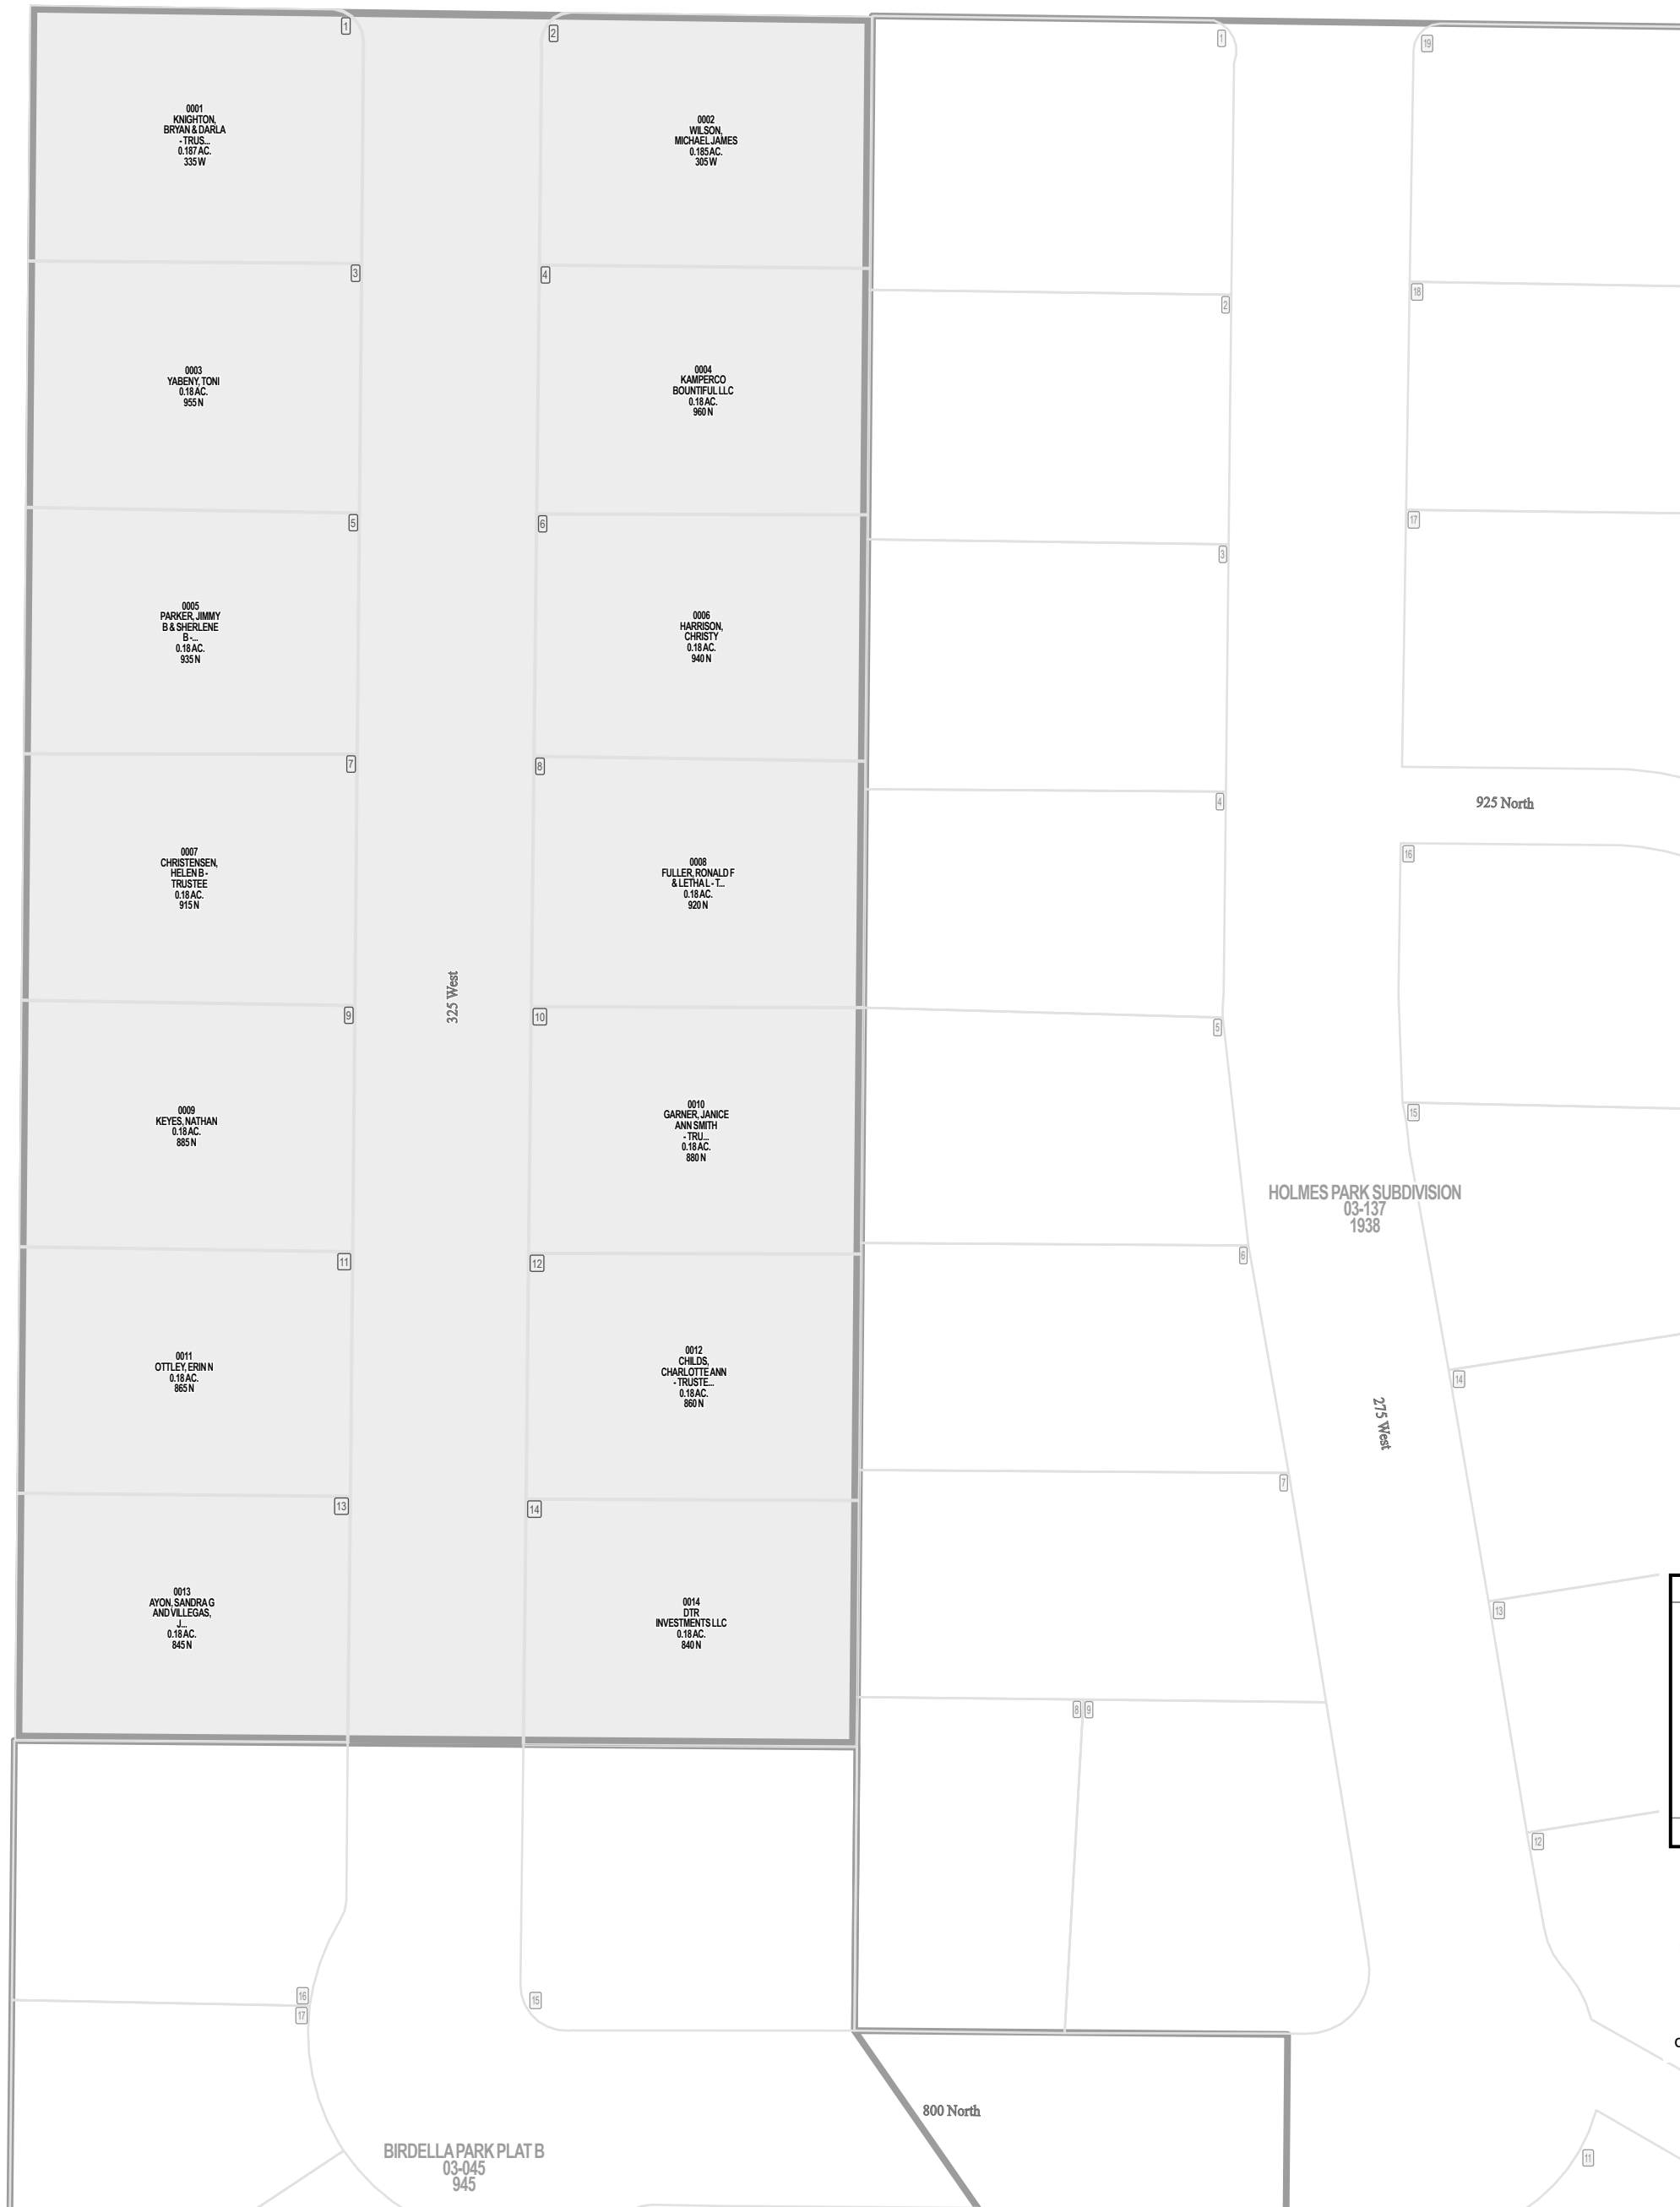 1
2
1
19
0001
KNIGHTON,
BRYAN & DARLA
- TRUS...
0.187 AC.
335 W
0002
WILSON,
MICHAEL JAMES
0.185 AC.
305 W
3
4
2
18
0003
YABENY, TONI
0.18 AC.
955 N
0004
KAMPERCO
BOUNTIFUL LLC
0.18 AC.
960 N
5
6
3
17
0005
PARKER, JIMMY
B & SHERLENE
B -...
0.18 AC.
935 N
0006
HARRISON,
CHRISTY
0.18 AC.
940 N
7
8
4
925 North
16
0007
CHRISTENSEN,
HELEN B -
TRUSTEE
0.18 AC.
915 N
0008
FULLER, RONALD F
& LETHA L - T...
0.18 AC.
920 N
325 West
9
10
5
15
0009
KEYES, NATHAN
0.18 AC.
885 N
0010
GARNER, JANICE
ANN SMITH
- TRU...
0.18 AC.
880 N
HOLMES PARK SUBDIVISION
03-137
1938
11
12
6
0011
OTTLEY, ERIN N
0.18 AC.
865 N
0012
CHILDS,
CHARLOTTE ANN
- TRUSTE...
0.18 AC.
860 N
14
275 West
13
14
7
0013
AYON, SANDRA G
AND VILLEGAS,
J...
0.18 AC.
845 N
0014
DTR
INVESTMENTS LLC
0.18 AC.
840 N
13
8
9
12
16
17
15
800 North
BIRDELLA PARK PLAT B
03-045
945
11